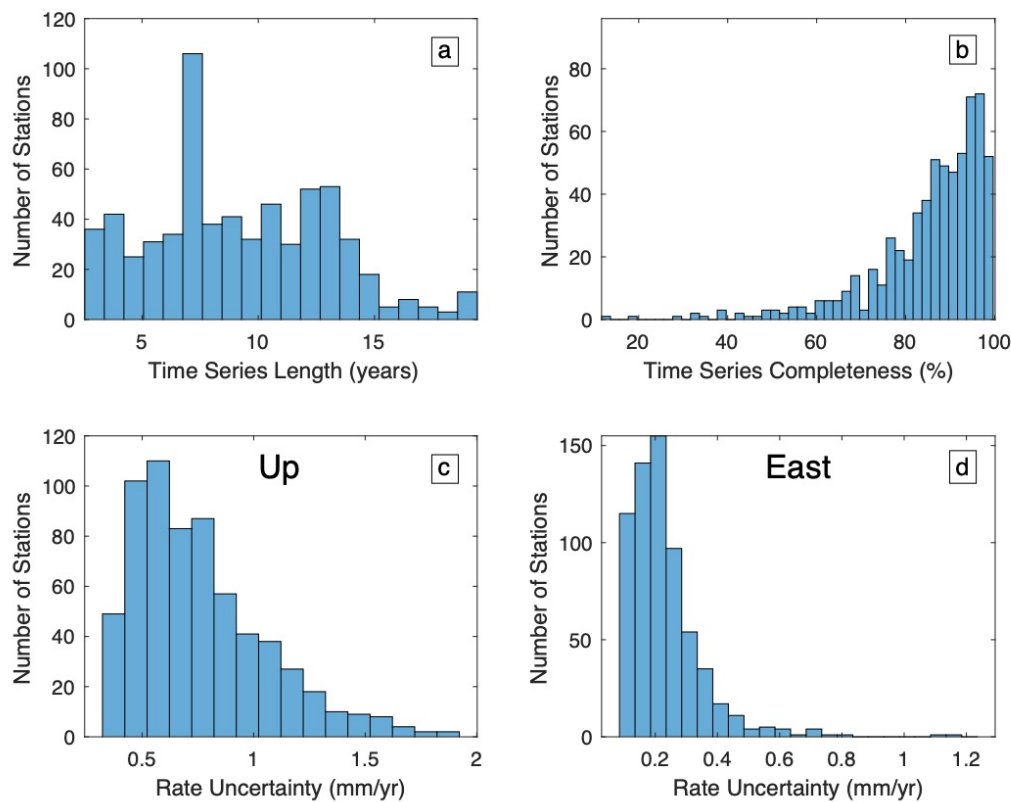 a
120
100
80
60
40
20
0
Number of Stations
5
10
15
Time Series Length (years)
b
80
60
40
20
0
Number of Stations
20
40
60
80
100
Time Series Completeness (%)
Up
c
120
100
80
60
40
20
0
Number of Stations
0.5
1
1.5
2
Rate Uncertainty (mm/yr)
East
d
150
100
50
0
Number of Stations
0.2
0.4
0.6
0.8
1
1.2
Rate Uncertainty (mm/yr)